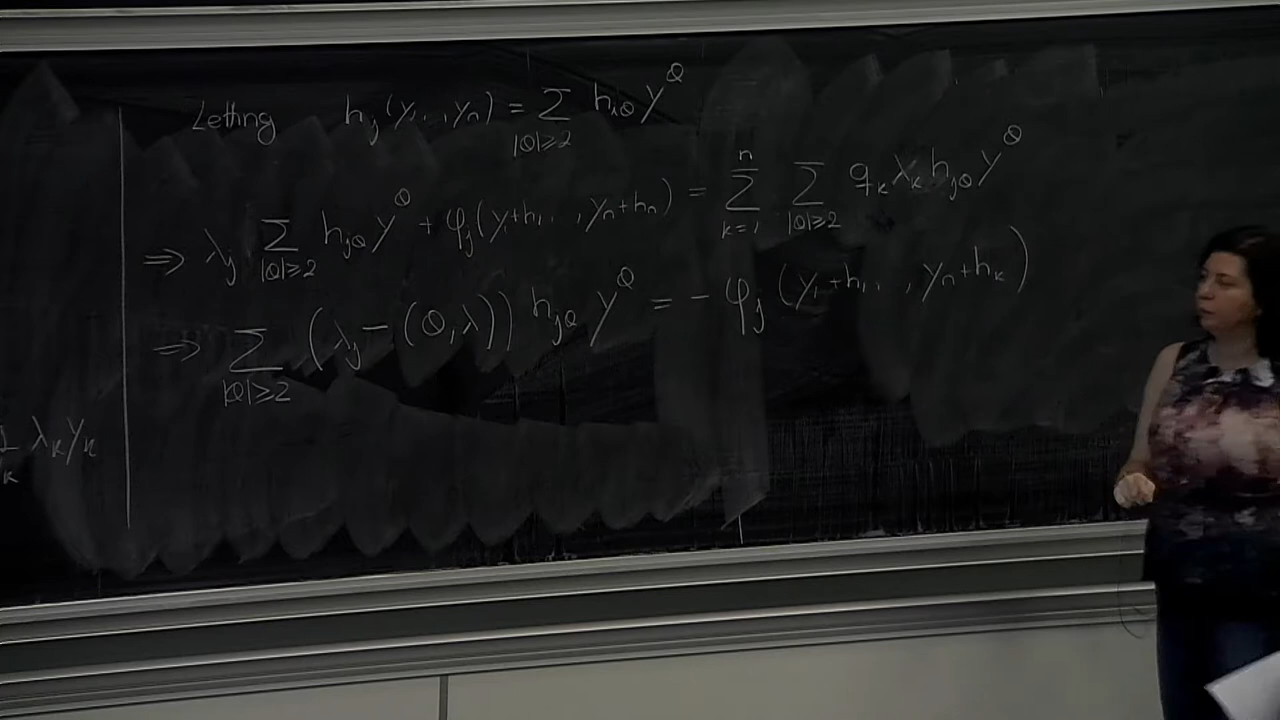 Letting h_j(y_1..,y_n) = Σ_{|Q|≥2} h_{iQ} y^Q
⇒ λ_j Σ_{|Q|≥2} h_{jQ} y^Q + φ_j(y_1+h_1.. , y_n+h_n) = Σ_{k=1}^n Σ_{|Q|≥2} q_k λ_k h_{jQ} y^Q
⇒ Σ_{|Q|≥2} (λ_j - (Q,λ)) h_{jQ} y^Q = - φ_j (y_1+h_1.. , y_n+h_k)
λ_k y_k